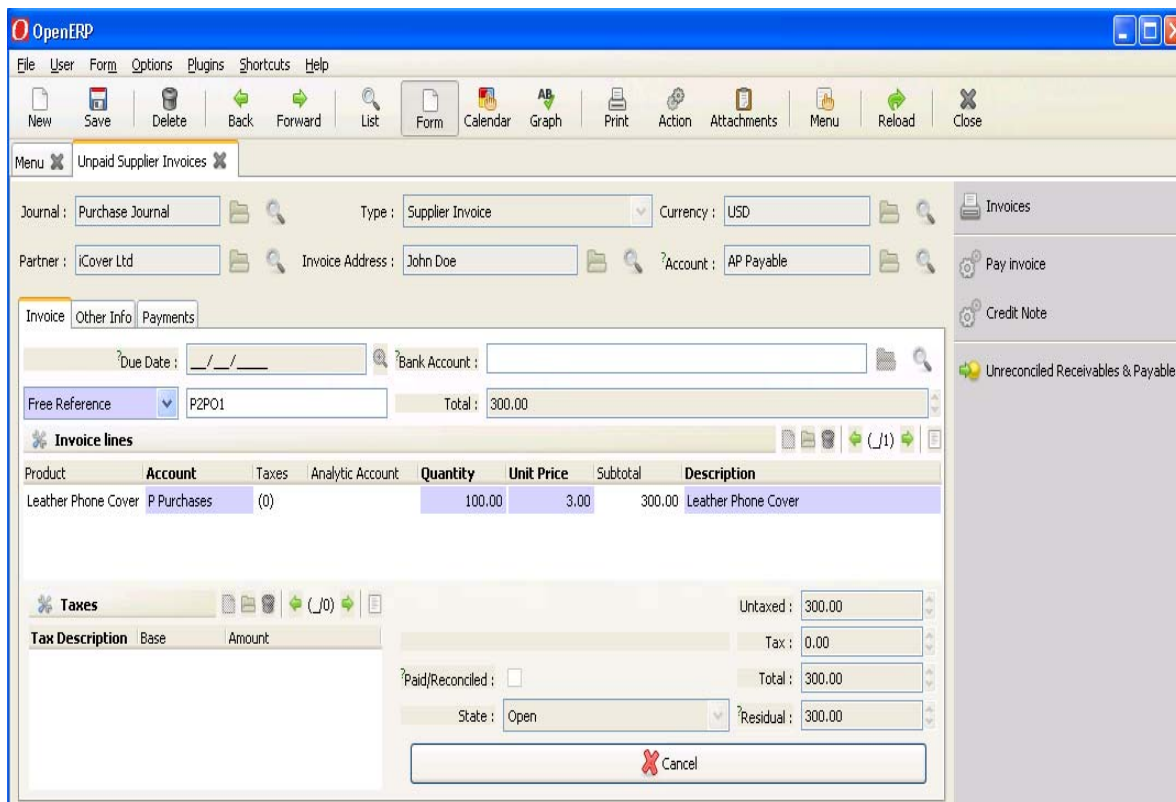 OpenERP
File User Form Options Plugins Shortcuts Help
New Save Delete Back Forward List Form Calendar Graph Print Action Attachments Menu Reload Close
Menu Unpaid Supplier Invoices
Journal : Purchase Journal Type : Supplier Invoice Currency : USD
Partner : iCover Ltd Invoice Address : John Doe ?Account : AP Payable
Invoices
Pay invoice
Credit Note
Unreconciled Receivables & Payable
Invoice Other Info Payments
?Due Date : __/__/____ ?Bank Account :
Free Reference P2PO1 Total : 300.00
Invoice lines (_/1)
Product Account Taxes Analytic Account Quantity Unit Price Subtotal Description
Leather Phone Cover P Purchases (0) 100.00 3.00 300.00 Leather Phone Cover
Taxes (_/0)
Tax Description Base Amount
Untaxed : 300.00
Tax : 0.00
?Paid/Reconciled : Total : 300.00
State : Open ?Residual : 300.00
Cancel